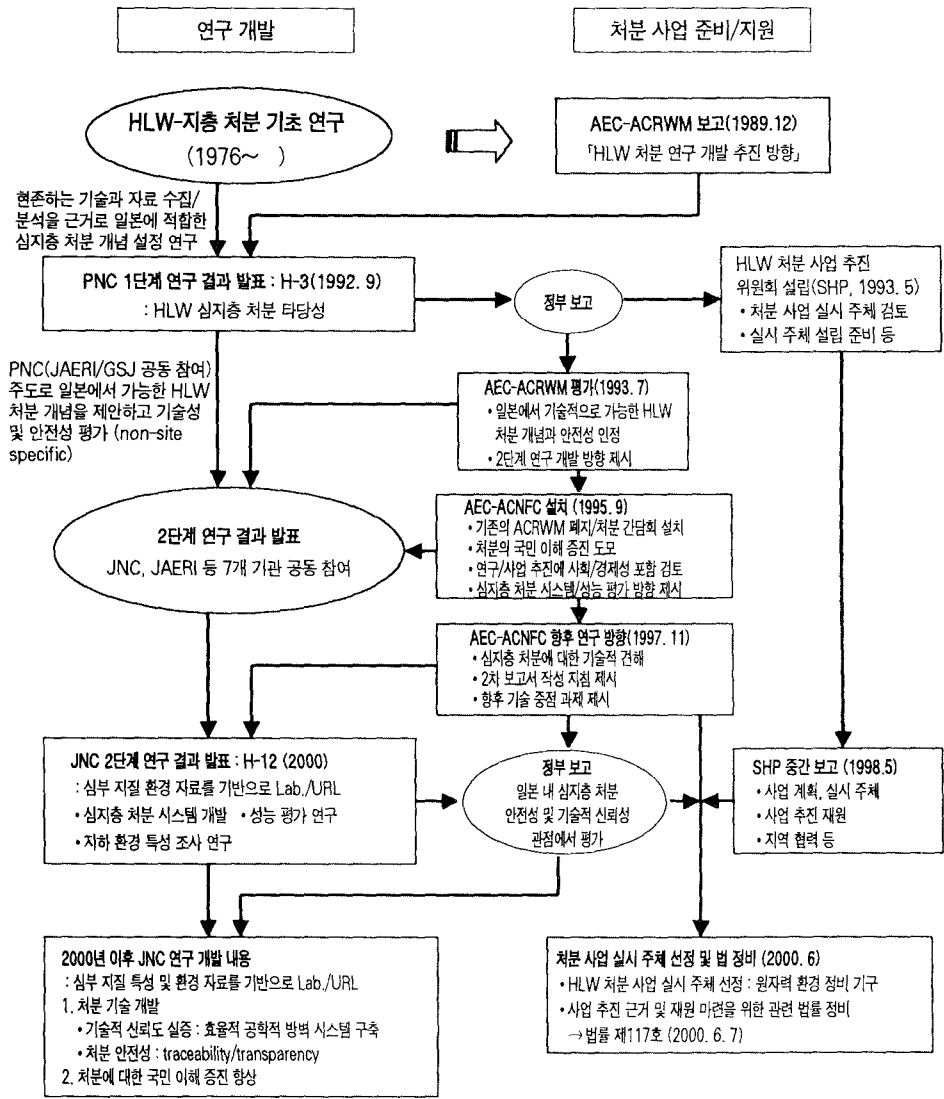 연구 개발
처분 사업 준비/지원
HLW-지층 처분 기초 연구
(1976~ )
AEC-ACRWM 보고(1989.12)
「HLW 처분 연구 개발 추진 방향」
현존하는 기술과 자료 수집/
분석을 근거로 일본에 적합한
심지층 처분 개념 설정 연구
PNC 1단계 연구 결과 발표 : H-3(1992. 9)
: HLW 심지층 처분 타당성
정부 보고
HLW 처분 사업 추진
위원회 설립(SHP, 1993. 5)
• 처분 사업 실시 주체 검토
• 실시 주체 설립 준비 등
PNC(JAERI/GSJ 공동 참여)
주도로 일본에서 가능한 HLW
처분 개념을 제안하고 기술성
및 안전성 평가 (non-site
specific)
AEC-ACRWM 평가(1993. 7)
• 일본에서 기술적으로 가능한 HLW
처분 개념과 안전성 인정
• 2단계 연구 개발 방향 제시
2단계 연구 결과 발표
JNC, JAERI 등 7개 기관 공동 참여
AEC-ACNFC 설치 (1995. 9)
• 기존의 ACRWM 폐지/처분 간담회 설치
• 처분의 국민 이해 증진 도모
• 연구/사업 추진에 사회/경제성 포함 검토
• 심지층 처분 시스템/성능 평가 방향 제시
AEC-ACNFC 향후 연구 방향(1997. 11)
• 심지층 처분에 대한 기술적 견해
• 2차 보고서 작성 지침 제시
• 향후 기술 중점 과제 제시
JNC 2단계 연구 결과 발표 : H-12 (2000)
: 심부 지질 환경 자료를 기반으로 Lab./URL
• 심지층 처분 시스템 개발 • 성능 평가 연구
• 지하 환경 특성 조사 연구
정부 보고
일본 내 심지층 처분
안전성 및 기술적 신뢰성
관점에서 평가
SHP 중간 보고 (1998.5)
• 사업 계획, 실시 주체
• 사업 추진 재원
• 지역 협력 등
2000년 이후 JNC 연구 개발 내용
: 심부 지질 특성 및 환경 자료를 기반으로 Lab./URL
1. 처분 기술 개발
• 기술적 신뢰도 실증 : 효율적 공학적 방벽 시스템 구축
• 처분 안전성 : traceability/transparency
2. 처분에 대한 국민 이해 증진 향상
처분 사업 실시 주체 선정 및 법 정비 (2000. 6)
• HLW 처분 사업 실시 주체 선정 : 원자력 환경 정비 기구
• 사업 추진 근거 및 재원 마련을 위한 관련 법률 정비
→ 법률 제117호 (2000. 6. 7)